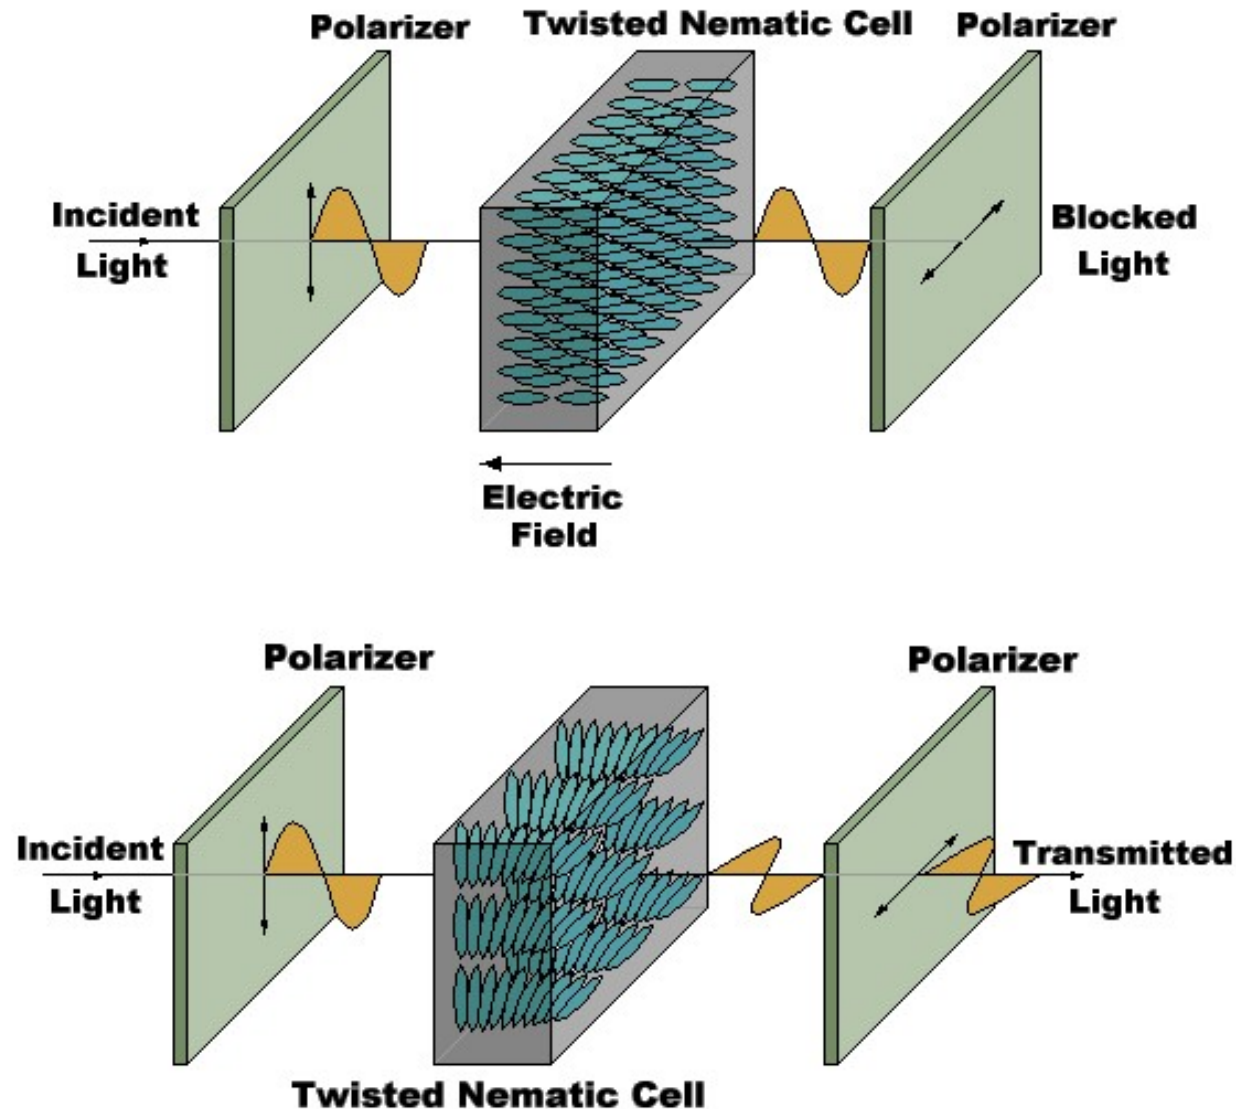 Polarizer
Twisted Nematic Cell
Polarizer
Incident
Light
Blocked
Light
Electric
Field
Polarizer
Polarizer
Incident
Light
Transmitted
Light
Twisted Nematic Cell